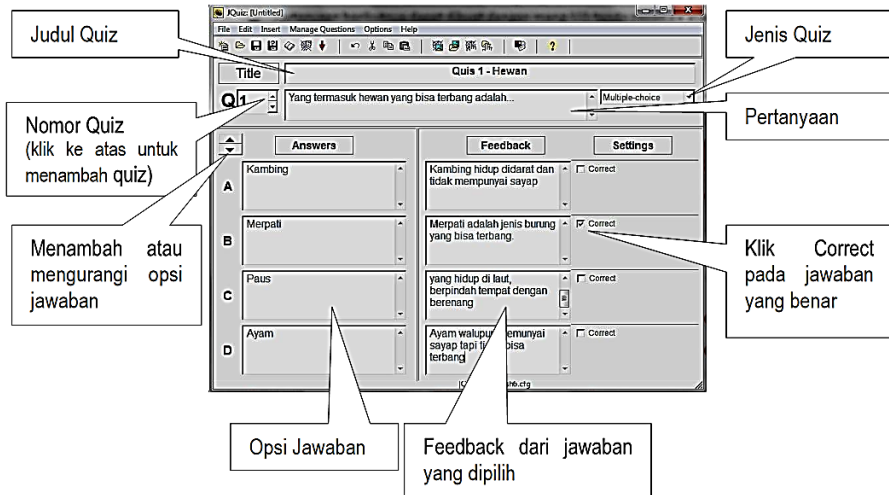 JQuiz: [Untitled]
File Edit Insert Manage Questions Options Help
Judul Quiz
Jenis Quiz
Title
Quis 1 - Hewan
Q 1
Yang termasuk hewan yang bisa terbang adalah...
Multiple-choice
Nomor Quiz
(klik ke atas untuk
menambah quiz)
Pertanyaan
Answers
Feedback
Settings
A
Kambing
Kambing hidup didarat dan
tidak mempunyai sayap
Correct
B
Merpati
Merpati adalah jenis burung
yang bisa terbang.
Correct
Menambah atau
mengurangi opsi
jawaban
Klik Correct
pada jawaban
yang benar
C
Paus
yang hidup di laut,
berpindah tempat dengan
berenang
Correct
D
Ayam
Ayam walupun memunyai
sayap tapi bisa
terbang
Correct
Opsi Jawaban
Feedback dari jawaban
yang dipilih